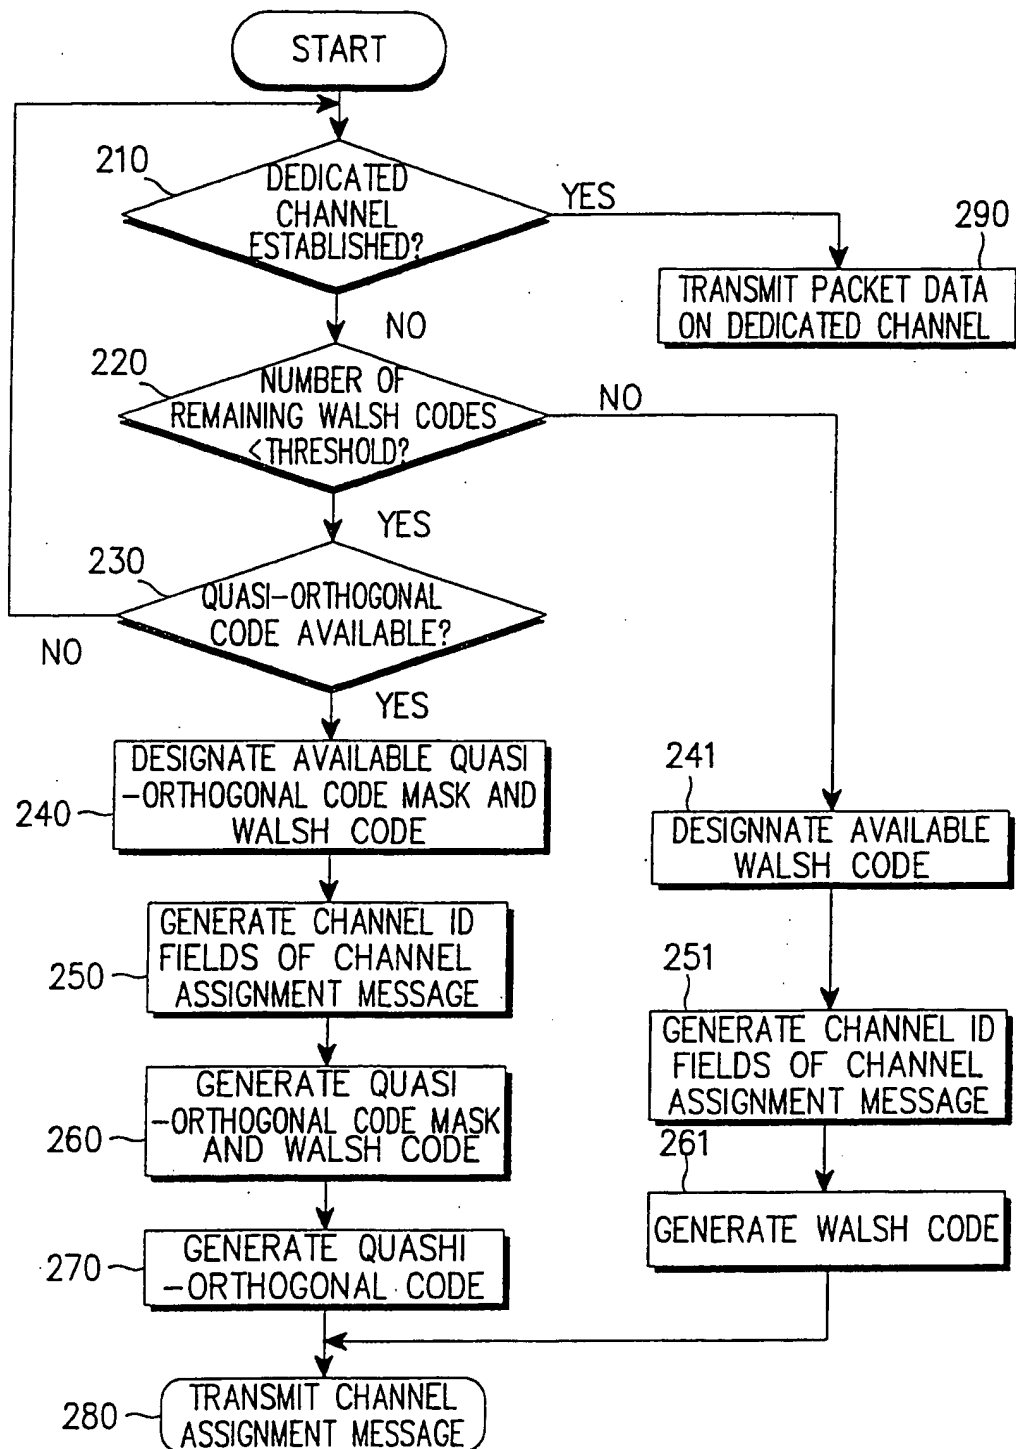 START
210
DEDICATED
CHANNEL
ESTABLISHED?
YES
290
TRANSMIT PACKET DATA
ON DEDICATED CHANNEL
NO
220
NUMBER OF
REMAINING WALSH CODES
<THRESHOLD?
NO
YES
230
QUASI-ORTHOGONAL
CODE AVAILABLE?
NO
YES
240
DESIGNATE AVAILABLE QUASI
-ORTHOGONAL CODE MASK AND
WALSH CODE
241
DESIGNNATE AVAILABLE
WALSH CODE
250
GENERATE CHANNEL ID
FIELDS OF CHANNEL
ASSIGNMENT MESSAGE
251
GENERATE CHANNEL ID
FIELDS OF CHANNEL
ASSIGNMENT MESSAGE
260
GENERATE QUASI
-ORTHOGONAL CODE MASK
AND WALSH CODE
261
GENERATE WALSH CODE
270
GENERATE QUASHI
-ORTHOGONAL CODE
280
TRANSMIT CHANNEL
ASSIGNMENT MESSAGE